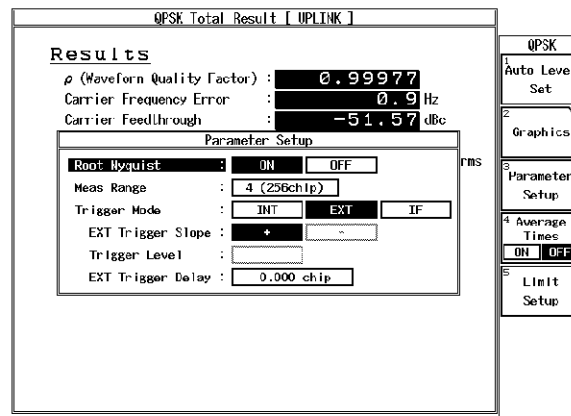 QPSK Total Result [ UPLINK ]
Results
ρ (Waveform Quality Factor) : 0.99977
Carrier Frequency Error : 0.9 Hz
Carrier Feedthrough : -51.57 dBc
Parameter Setup
rms
Root Nyquist : ON OFF
Meas Range : 4 (256chip)
Trigger Mode : INT EXT IF
EXT Trigger Slope : + -
Trigger Level :
EXT Trigger Delay : 0.000 chip
QPSK
1
Auto Leve
Set
2
Graphics
3
Parameter
Setup
4 Average
Times
ON OFF
5
Limit
Setup